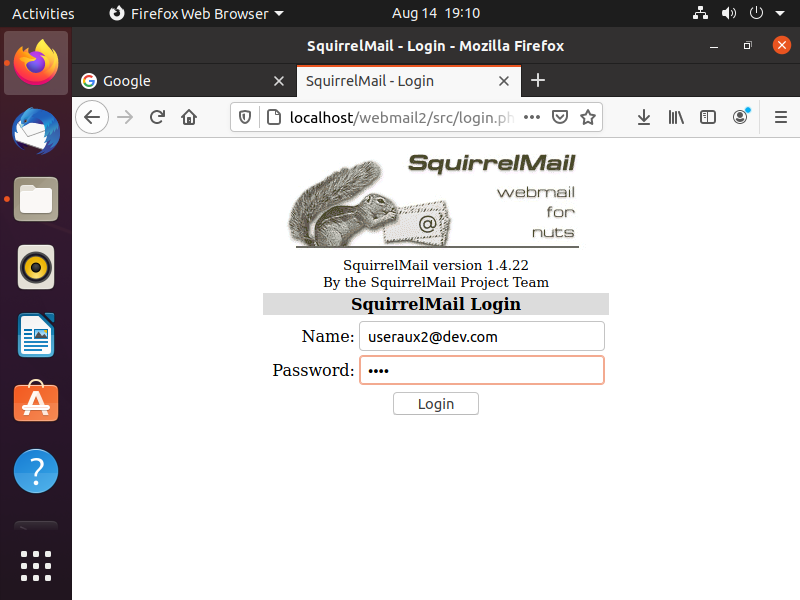 Activities
Firefox Web Browser
Aug 14 19:10
SquirrelMail - Login - Mozilla Firefox
Google
SquirrelMail - Login
localhost/webmail2/src/login.ph
SquirrelMail
webmail
for
nuts
@
SquirrelMail version 1.4.22
By the SquirrelMail Project Team
SquirrelMail Login
Name: useraux2@dev.com
Password: ••••
Login